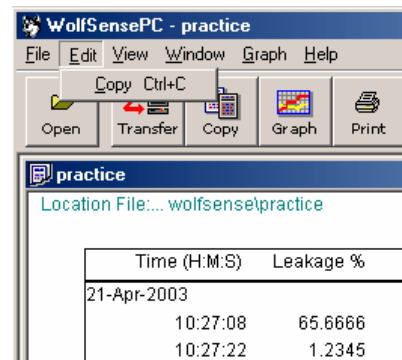 WolfSensePC - practice
File Edit View Window Graph Help
Copy Ctrl+C
Open Transfer Copy Graph Print
practice
Location File:... wolfsense\practice
Time (H:M:S) Leakage %
21-Apr-2003
10:27:08 65.6666
10:27:22 1.2345